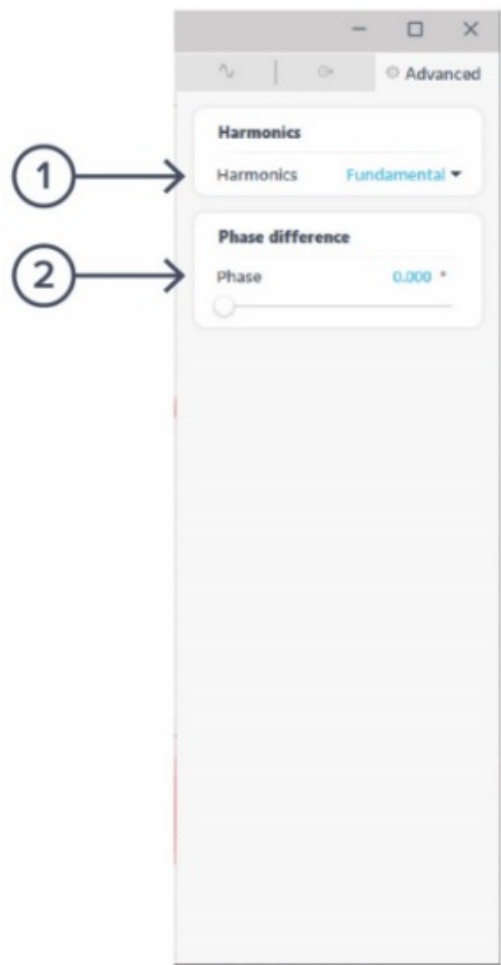 Advanced
Harmonics
1
Harmonics Fundamental
Phase difference
2
Phase 0.000 °